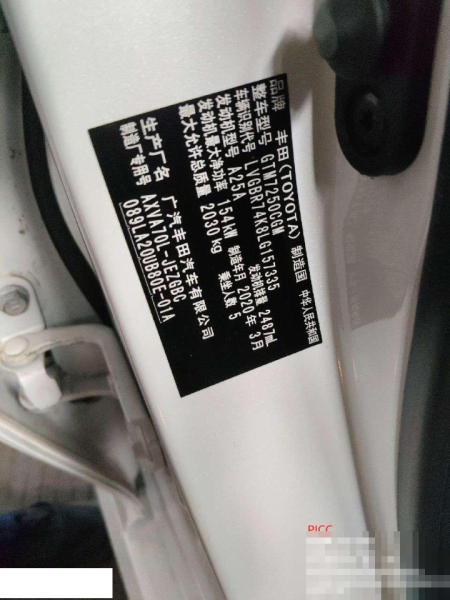 品牌 丰田(TOYOTA) 制造国 中华人民共和国
整车型号 GTM7250CGM
车辆识别代号 LVGBR74K8LG157335
发动机型号 A25A 发动机排量 2487mL
发动机最大净功率 154kW 制造年月 2020年3月
最大允许总质量 2030kg 乘坐人数 5
生产厂名 广汽丰田汽车有限公司
制造厂专用号 AXVA70L-JEZGBC
089LK20UB80E-01A
PICC